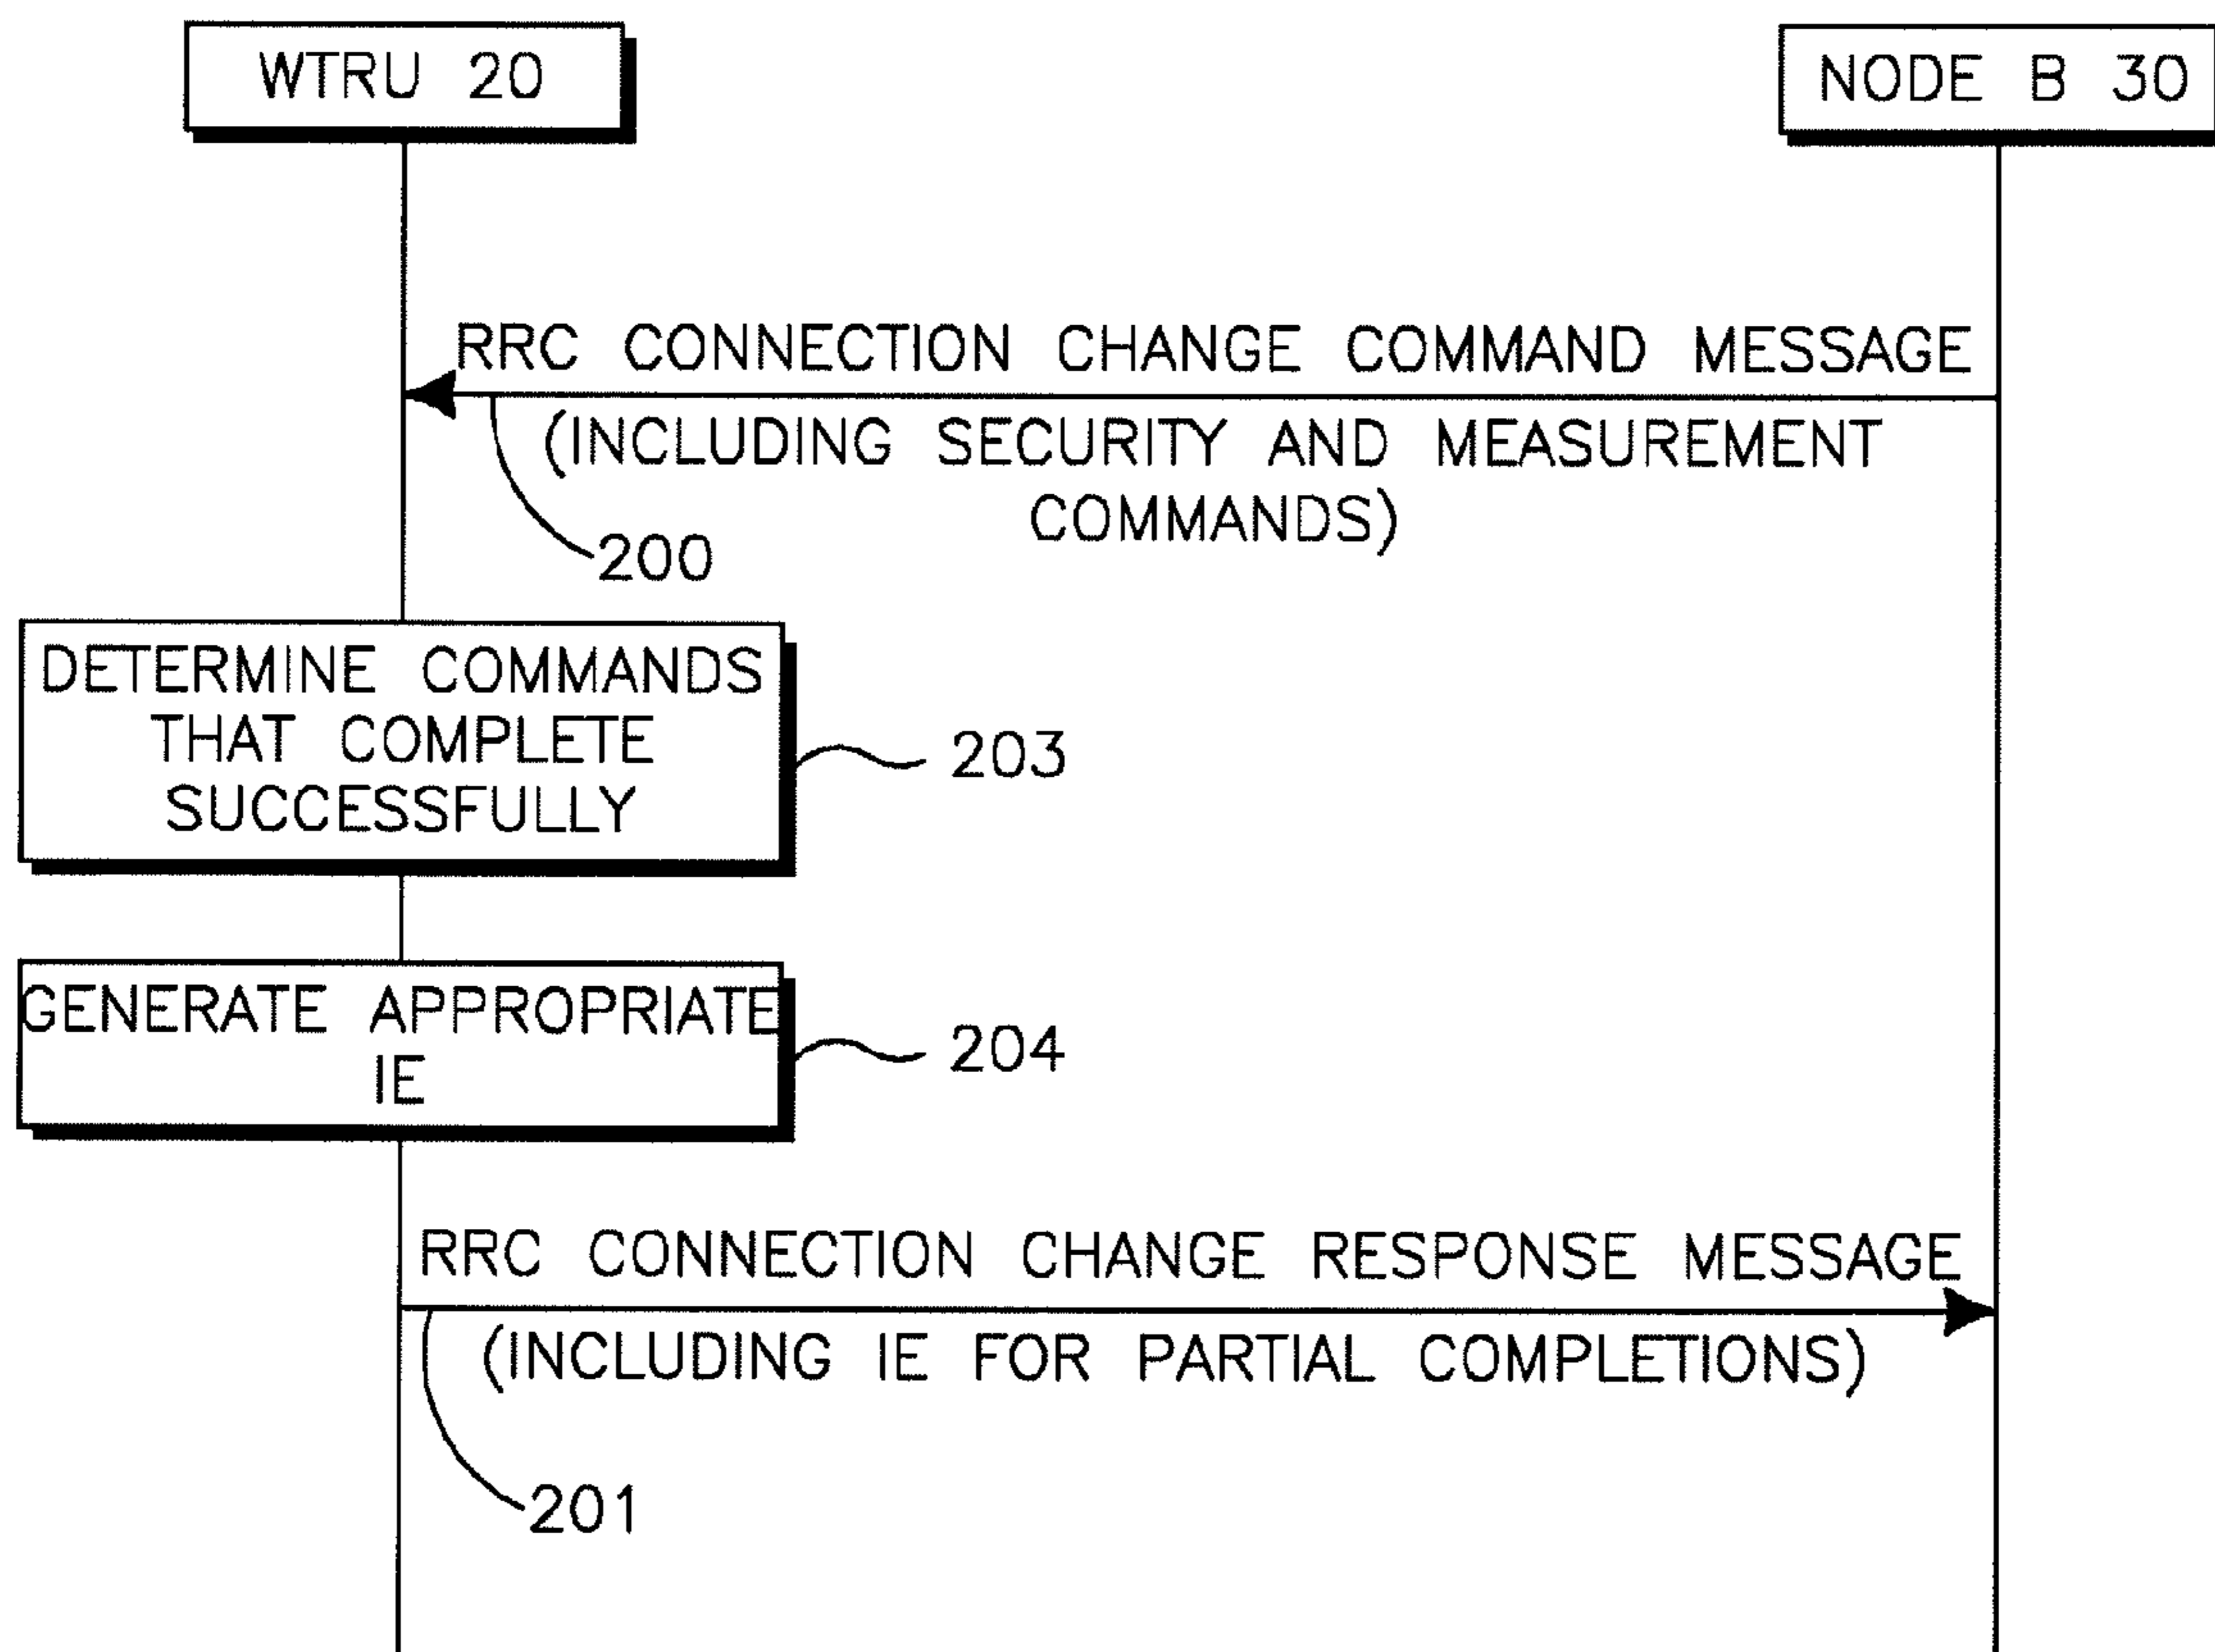 WTRU 20
NODE B 30
RRC CONNECTION CHANGE COMMAND MESSAGE
(INCLUDING SECURITY AND MEASUREMENT
COMMANDS)
200
DETERMINE COMMANDS
THAT COMPLETE
SUCCESSFULLY
203
GENERATE APPROPRIATE
IE
204
RRC CONNECTION CHANGE RESPONSE MESSAGE
(INCLUDING IE FOR PARTIAL COMPLETIONS)
201